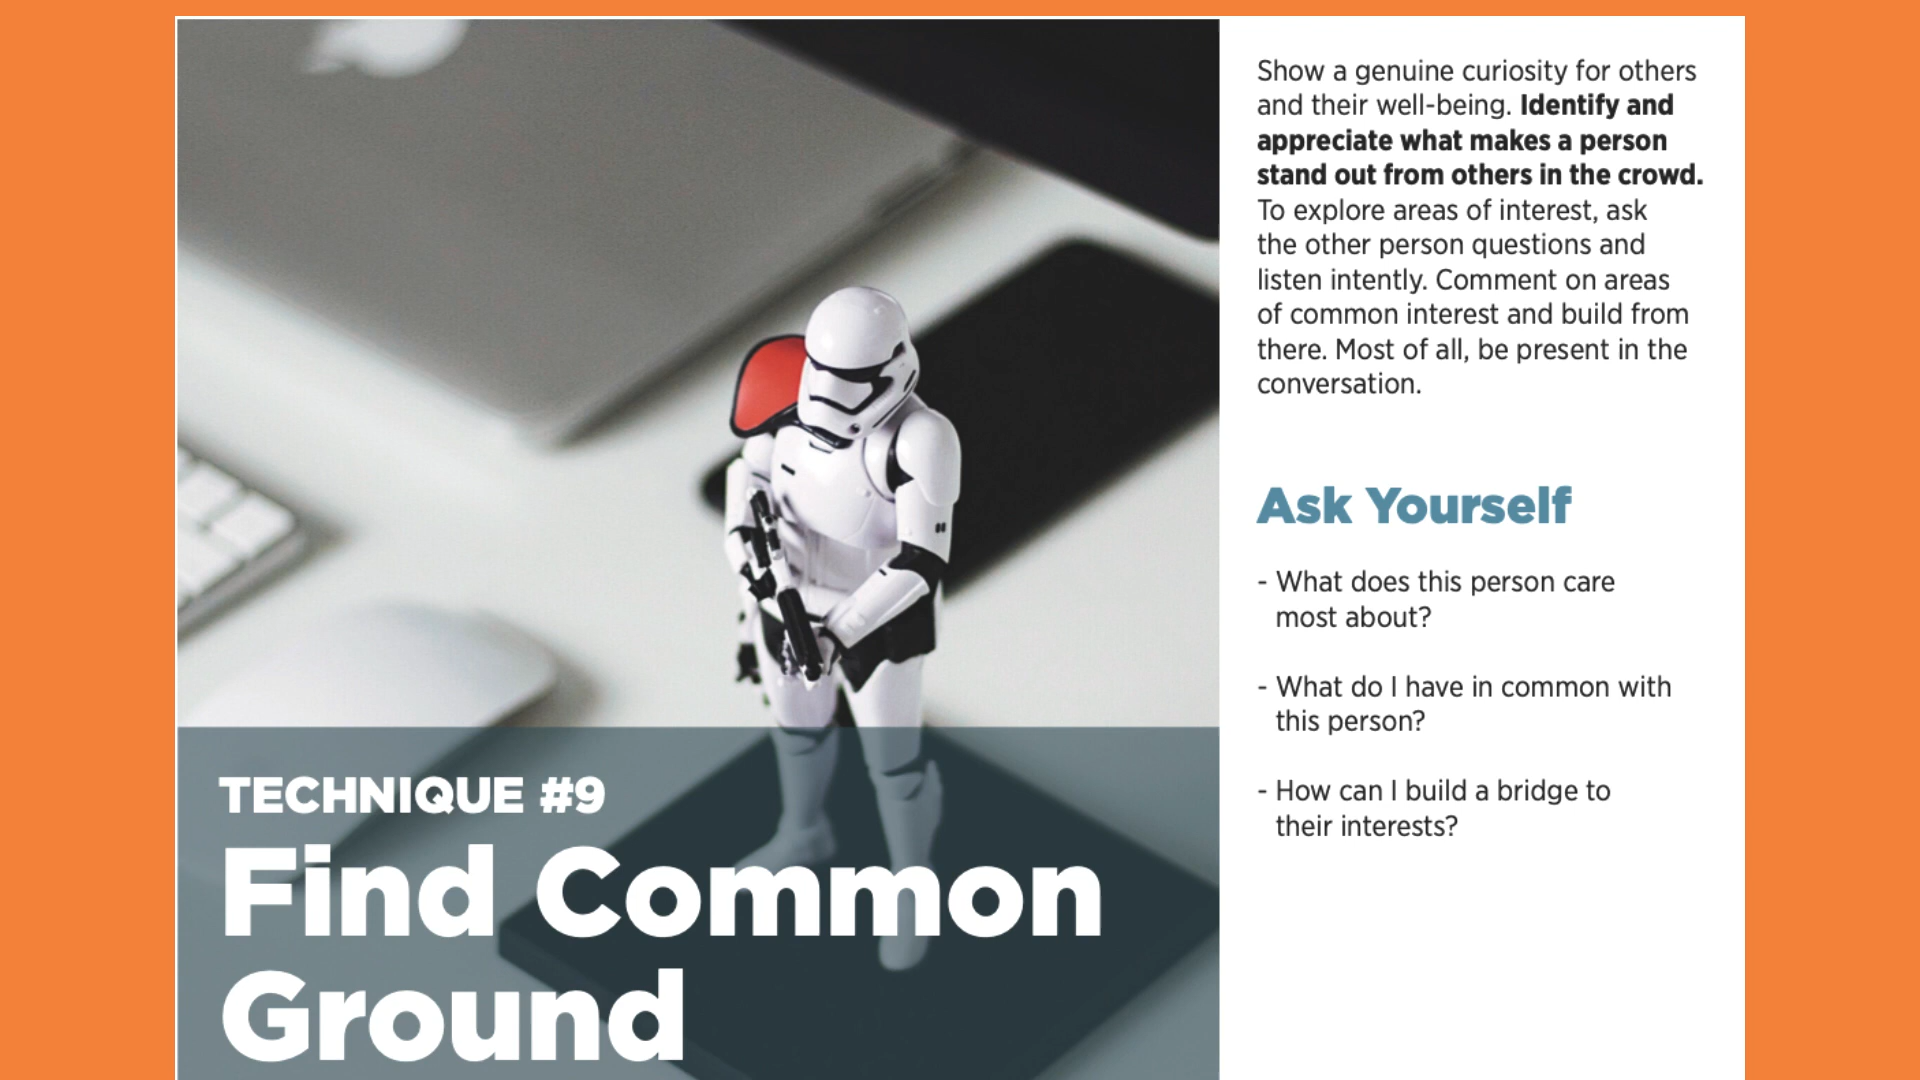 Show a genuine curiosity for others
and their well-being. Identify and
appreciate what makes a person
stand out from others in the crowd.
To explore areas of interest, ask
the other person questions and
listen intently. Comment on areas
of common interest and build from
there. Most of all, be present in the
conversation.
Ask Yourself
- What does this person care
most about?
- What do I have in common with
this person?
- How can I build a bridge to
their interests?
TECHNIQUE #9
Find Common
Ground